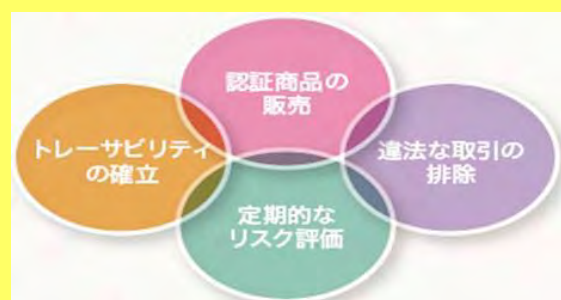 認証商品の
販売
トレーサビリティ
の確立
違法な取引の
排除
定期的な
リスク評価